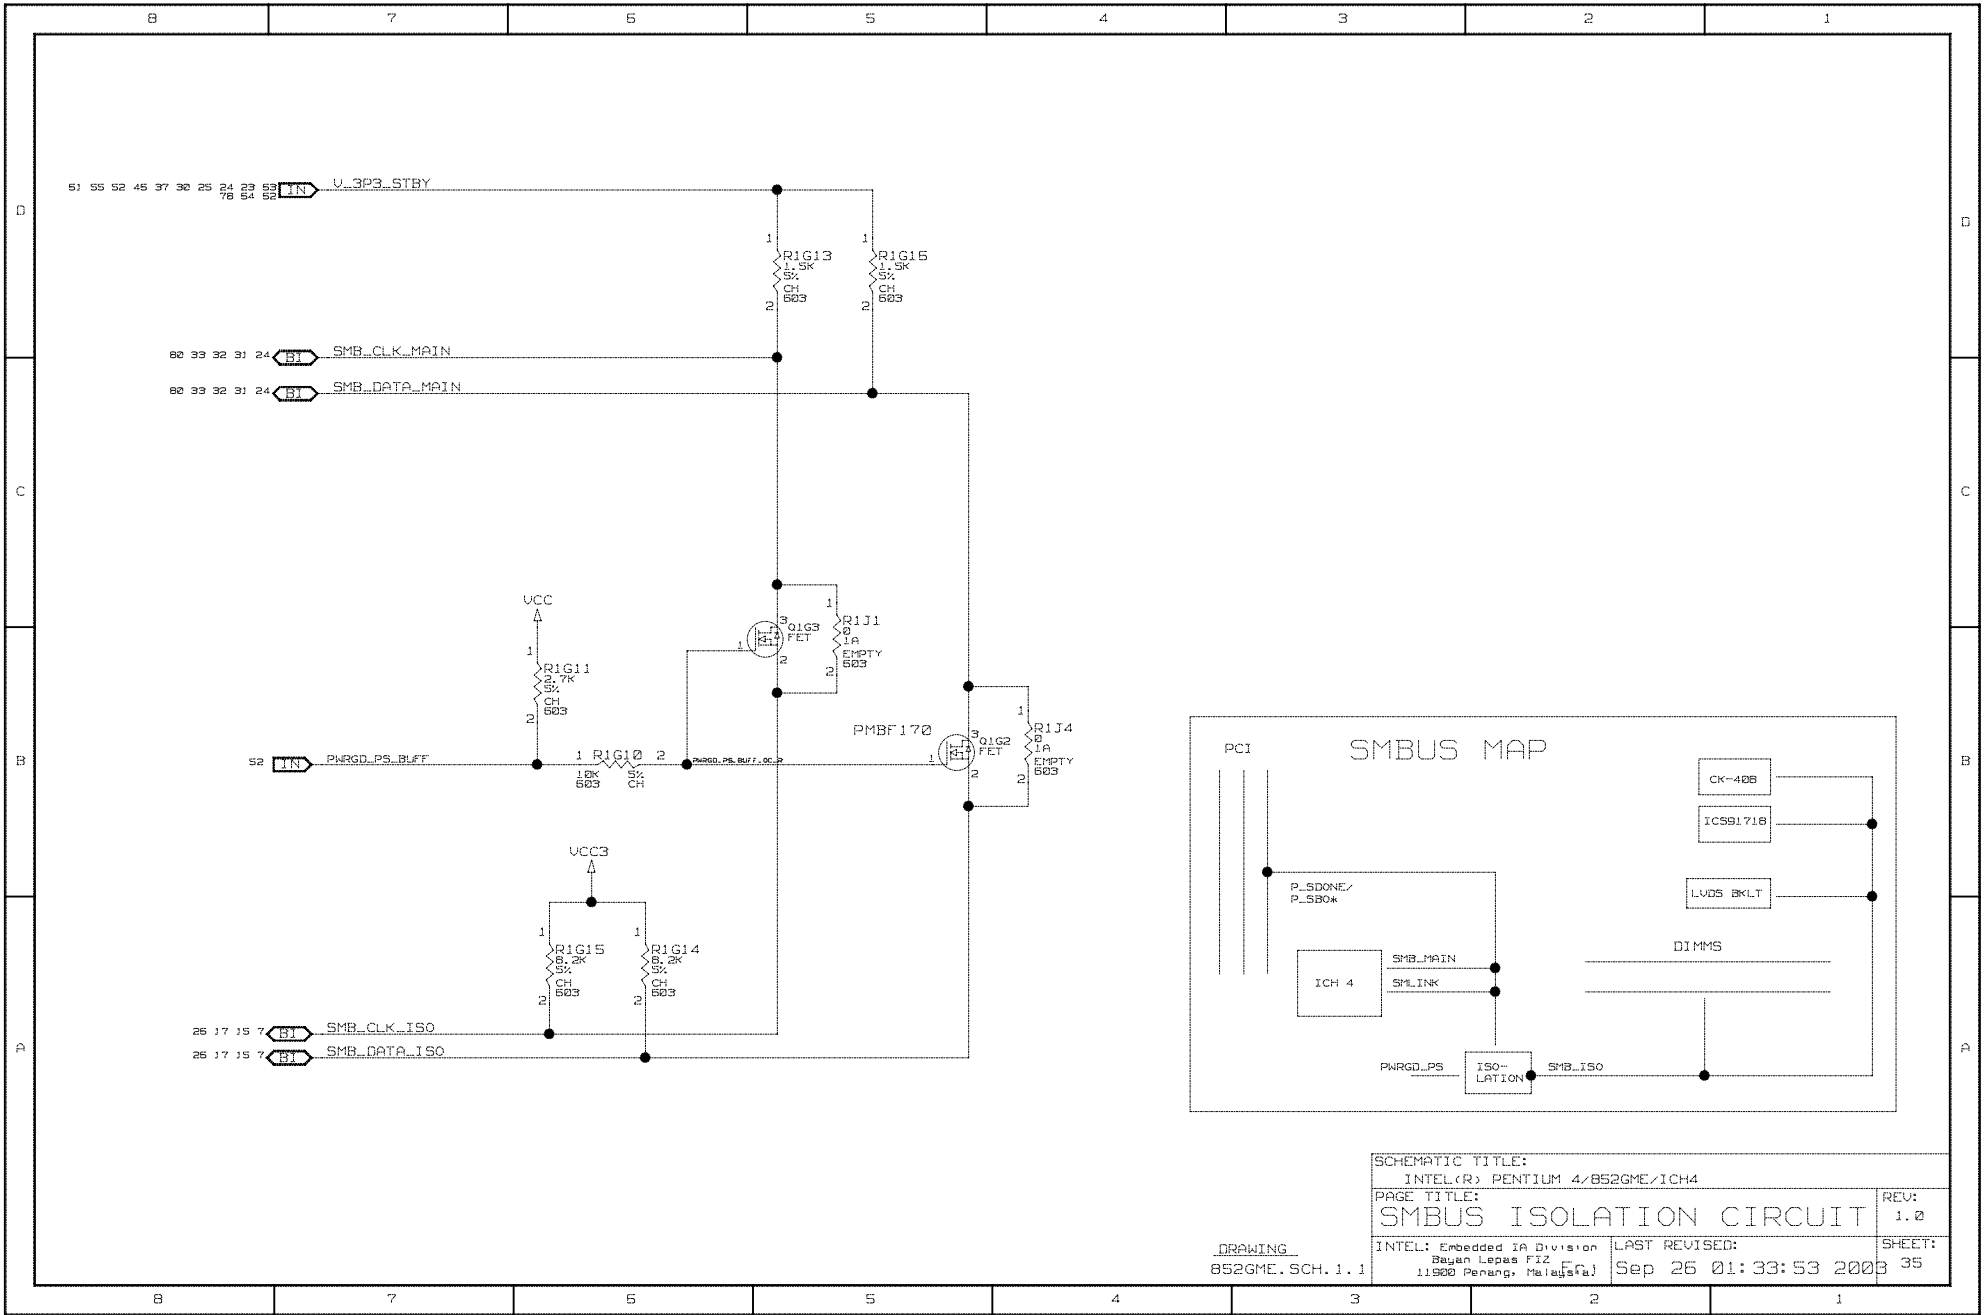 8 7 6 5 4 3 2 1
51 55 52 45 37 30 25 24 23 53 IN V_3P3_STBY
78 54 52
D D
1 R1G13
1.5K
5%
CH
603
2
1 R1G16
1.5K
5%
CH
603
2
80 33 32 31 24 BI SMB_CLK_MAIN
80 33 32 31 24 BI SMB_DATA_MAIN
C C
VCC
1 R1G11
2.7K
5%
CH
603
2
3 Q1G3
FET
1
2
1 R1J1
0
1A
EMPTY
603
2
PMBF170
3 Q1G2
FET
1
2
1 R1J4
0
1A
EMPTY
603
2
B B
52 IN PWRGD_PS_BUFF
1 R1G10 2
10K 5%
603 CH
PWRGD_PS_BUFF_OC_R
VCC3
1 R1G15
8.2K
5%
CH
603
2
1 R1G14
8.2K
5%
CH
603
2
26 17 15 7 BI SMB_CLK_ISO
26 17 15 7 BI SMB_DATA_ISO
A A
SMBUS MAP
PCI
CK-408
ICS91718
LVDS BKLT
P_SDONE/
P_SBO*
DIMMS
ICH 4
SMB_MAIN
SMLINK
PWRGD_PS
ISO-
LATION
SMB_ISO
SCHEMATIC TITLE:
INTEL(R) PENTIUM 4/852GME/ICH4
PAGE TITLE:
SMBUS ISOLATION CIRCUIT
REV:
1.0
DRAWING
852GME.SCH.1.1
INTEL: Embedded IA Division
Bayan Lepas FIZ
11900 Penang, Malaysia
LAST REVISED:
Fri Sep 26 01:33:53 2003
SHEET:
35
8 7 6 5 4 3 2 1